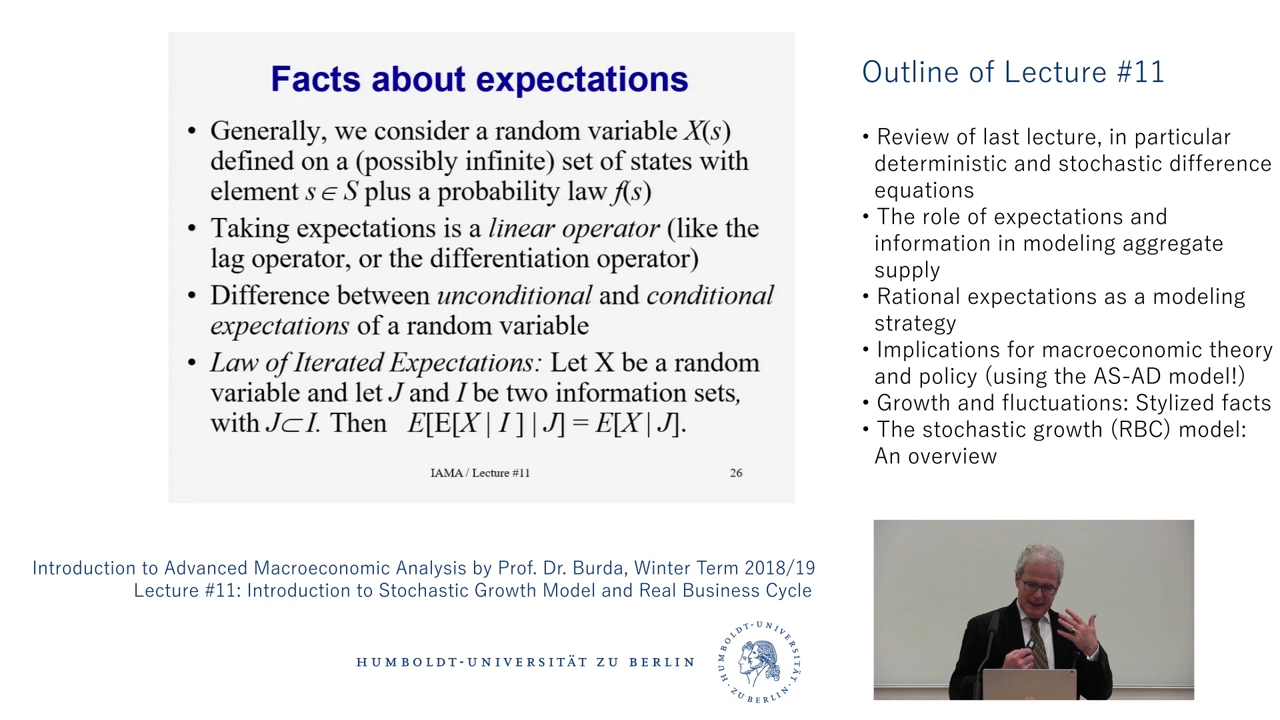 Facts about expectations
• Generally, we consider a random variable X(s)
defined on a (possibly infinite) set of states with
element s ∈ S plus a probability law f(s)
• Taking expectations is a linear operator (like the
lag operator, or the differentiation operator)
• Difference between unconditional and conditional
expectations of a random variable
• Law of Iterated Expectations: Let X be a random
variable and let J and I be two information sets,
with J⊂I. Then E[E[X | I ] | J] = E[X | J].
IAMA / Lecture #11 26
Outline of Lecture #11
• Review of last lecture, in particular
deterministic and stochastic difference
equations
• The role of expectations and
information in modeling aggregate
supply
• Rational expectations as a modeling
strategy
• Implications for macroeconomic theory
and policy (using the AS-AD model!)
• Growth and fluctuations: Stylized facts
• The stochastic growth (RBC) model:
An overview
Introduction to Advanced Macroeconomic Analysis by Prof. Dr. Burda, Winter Term 2018/19
Lecture #11: Introduction to Stochastic Growth Model and Real Business Cycle
HUMBOLDT-UNIVERSITÄT ZU BERLIN
HUMBOLDT-UNIVERSITÄT
ZU BERLIN